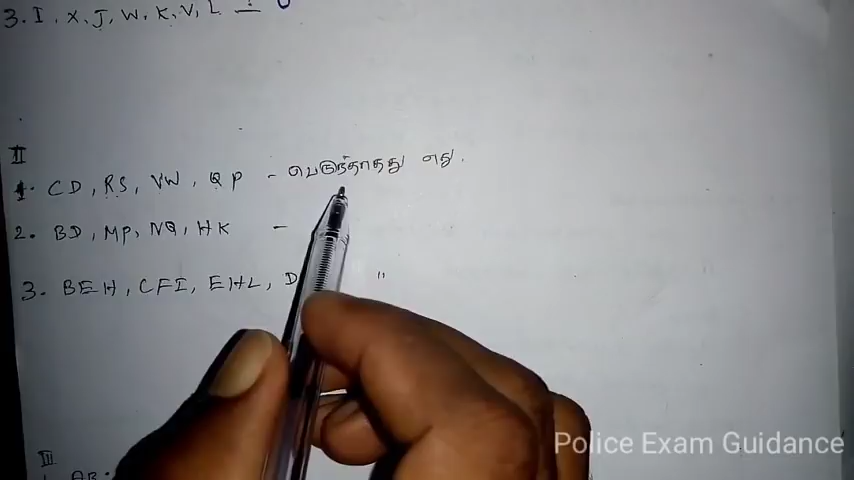 3. I, X, J, W, K, V, L
II
1. CD, RS, VW, QP - பொருந்தாதது எது.
2. BD, MP, NQ, HK -
3. BEH, CFI, EHL, D "
III
Police Exam Guidance